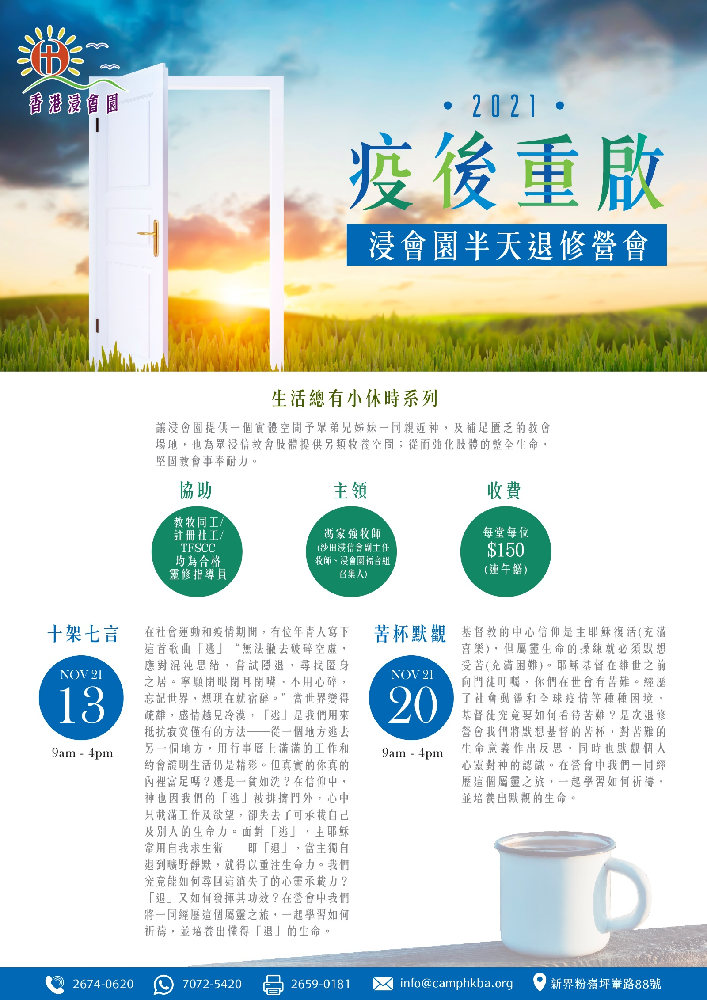 香港浸會園
• 2021 •
疫後重啟
浸會園半天退修營會
生活總有小休時系列
讓浸會園提供一個實體空間予眾弟兄姊妹一同親近神，及補足匱乏的教會
場地，也為眾浸信教會肢體提供另類牧養空間；從而強化肢體的整全生命，
堅固教會事奉耐力。
協助
教牧同工/
註冊社工/
TFSCC
均為合格
靈修指導員
主領
馮家強牧師
(沙田浸信會副主任
牧師、浸會園福音組
召集人)
收費
每堂每位
$150
(連午饍)
十架七言
NOV 21
13
9am - 4pm
在社會運動和疫情期間，有位年青人寫下
這首歌曲「逃」“無法撇去破碎空虛，
應對混沌思緒，嘗試隱退，尋找匿身
之居。寧願閉眼閉耳閉嘴、不用心碎，
忘記世界，想現在就宿醉。”當世界變得
疏離，感情越見冷漠，「逃」是我們用來
抵抗寂寞僅有的方法──從一個地方逃去
另一個地方，用行事曆上滿滿的工作和
約會證明生活仍是精彩。但真實的你真的
內裡富足嗎？還是一貧如洗？在信仰中，
神也因我們的「逃」被排擠門外，心中
只載滿工作及欲望，卻失去了可承載自己
及別人的生命力。面對「逃」，主耶穌
常用自我求生術──即「退」，當主獨自
退到曠野靜默，就得以重注生命力。我們
究竟能如何尋回這消失了的心靈承載力？
「退」又如何發揮其功效？在營會中我們
將一同經歷這個屬靈之旅，一起學習如何
祈禱，並培養出懂得「退」的生命。
苦杯默觀
NOV 21
20
9am - 4pm
基督教的中心信仰是主耶穌復活(充滿
喜樂)，但屬靈生命的操練就必須默想
受苦(充滿困難)。耶穌基督在離世之前
向門徒叮囑，你們在世會有苦難。經歷
了社會動盪和全球疫情等種種困境，
基督徒究竟要如何看待苦難？是次退修
營會我們將默想基督的苦杯，對苦難的
生命意義作出反思，同時也默觀個人
心靈對神的認識。在營會中我們一同經
歷這個屬靈之旅，一起學習如何祈禱，
並培養出默觀的生命。
2674-0620
7072-5420
2659-0181
info@camphkba.org
新界粉嶺坪輋路88號